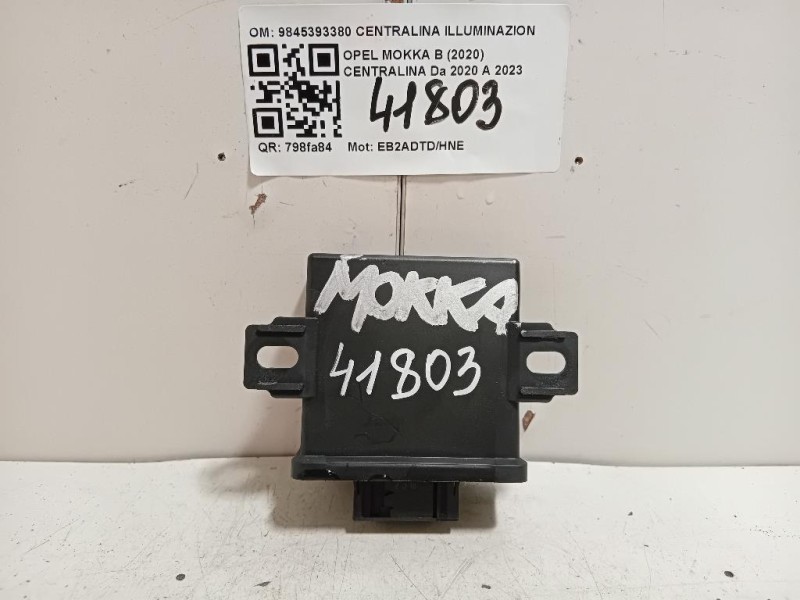 OM: 9845393380 CENTRALINA ILLUMINAZION
OPEL MOKKA B (2020)
CENTRALINA Da 2020 A 2023
41803
QR: 798fa84 Mot: EB2ADTD/HNE
MOKKA
41803